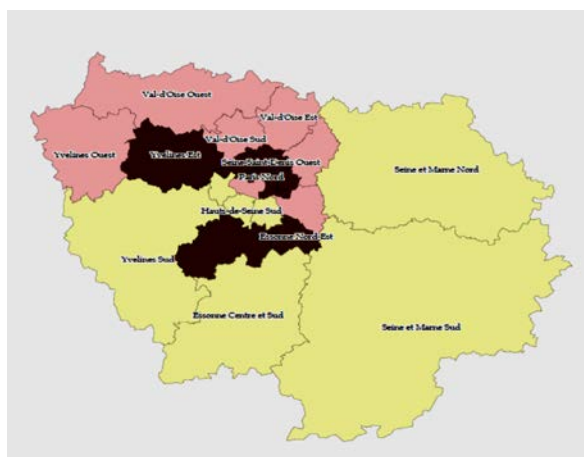 Val-d'Oise Ouest
Val-d'Oise Est
Val-d'Oise Sud
Yvelines Ouest
Yvelines Est
Seine-Saint-Denis Ouest
Paris Nord
Seine et Marne Nord
Hauts-de-Seine Sud
Essonne Nord-Est
Yvelines Sud
Essonne Centre et Sud
Seine et Marne Sud